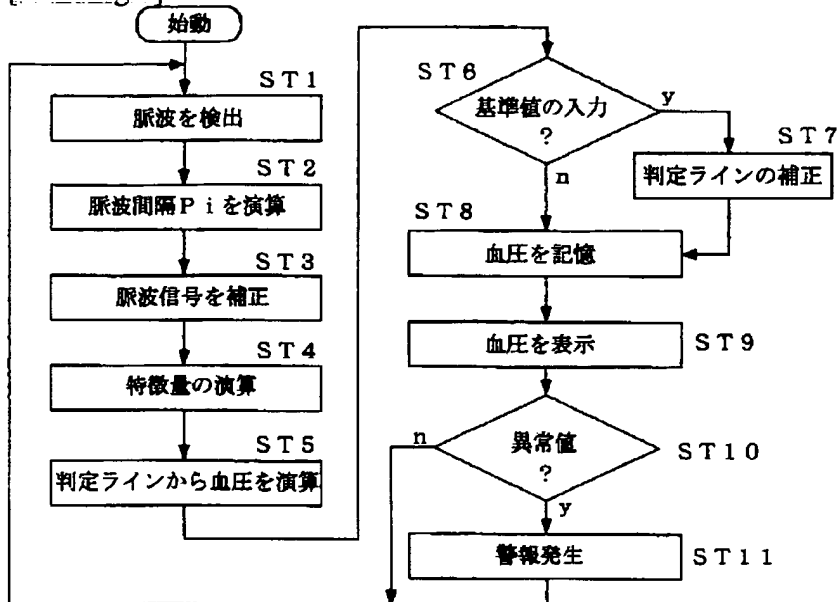 始動
ST1
脈波を検出
ST2
脈波間隔Piを演算
ST3
脈波信号を補正
ST4
特徴量の演算
ST5
判定ラインから血圧を演算
ST6
基準値の入力
?
y
n
ST7
判定ラインの補正
ST8
血圧を記憶
血圧を表示
ST9
n
異常値
?
ST10
y
警報発生
ST11